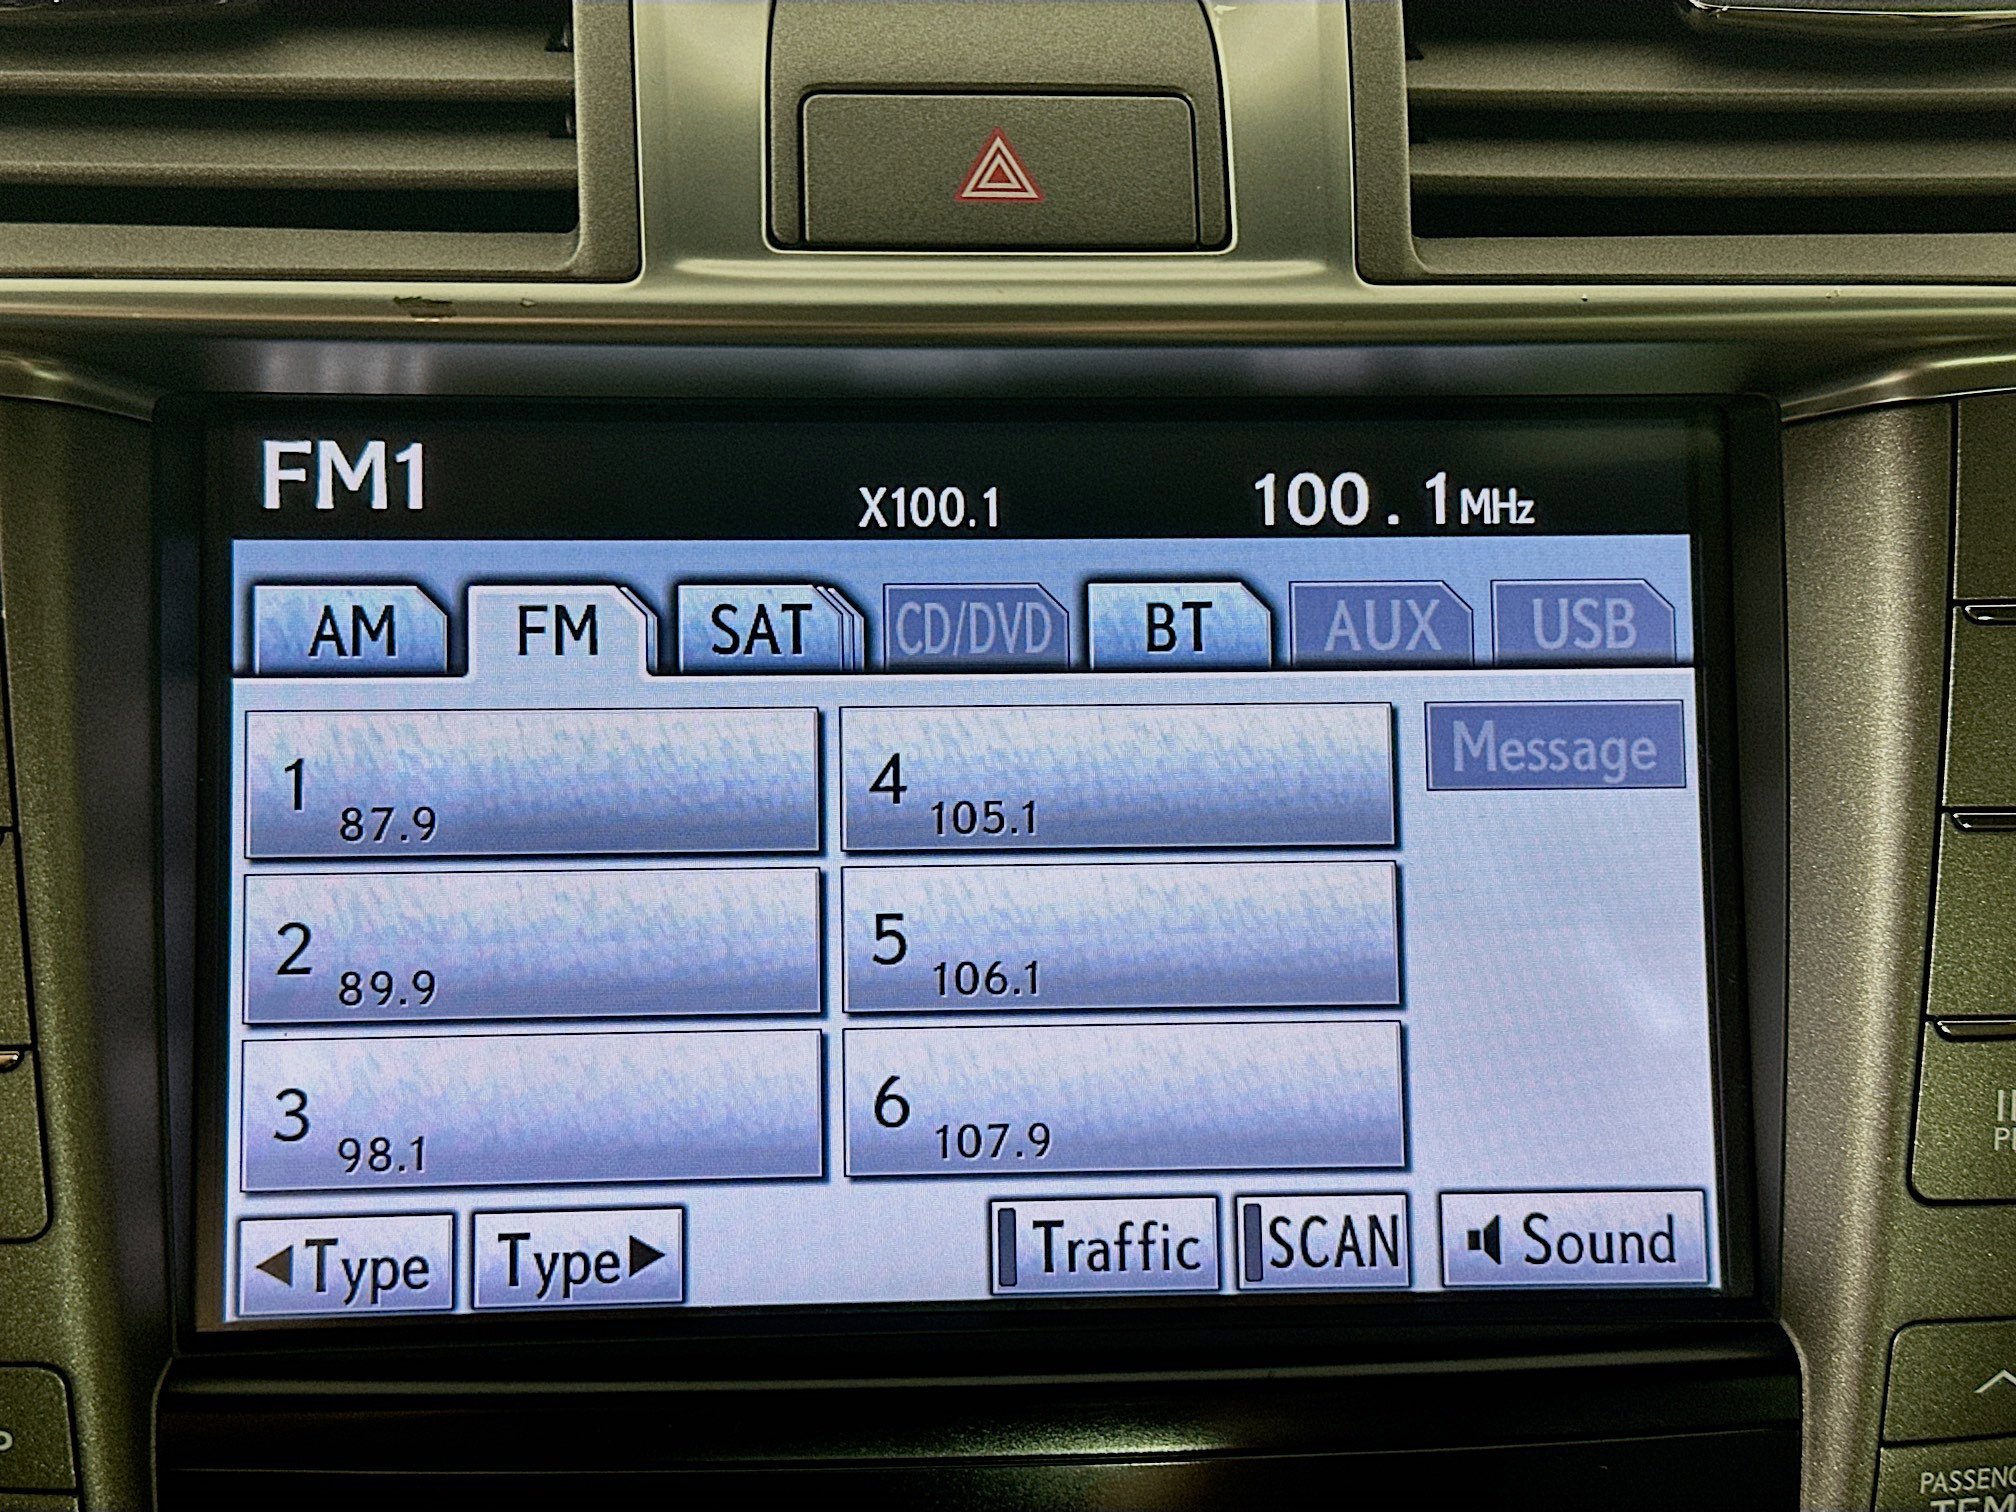 FM1 X100.1 100.1MHz
AM FM SAT CD/DVD BT AUX USB
1 87.9 4 105.1 Message
2 89.9 5 106.1
3 98.1 6 107.9
◀Type Type▶ Traffic SCAN Sound